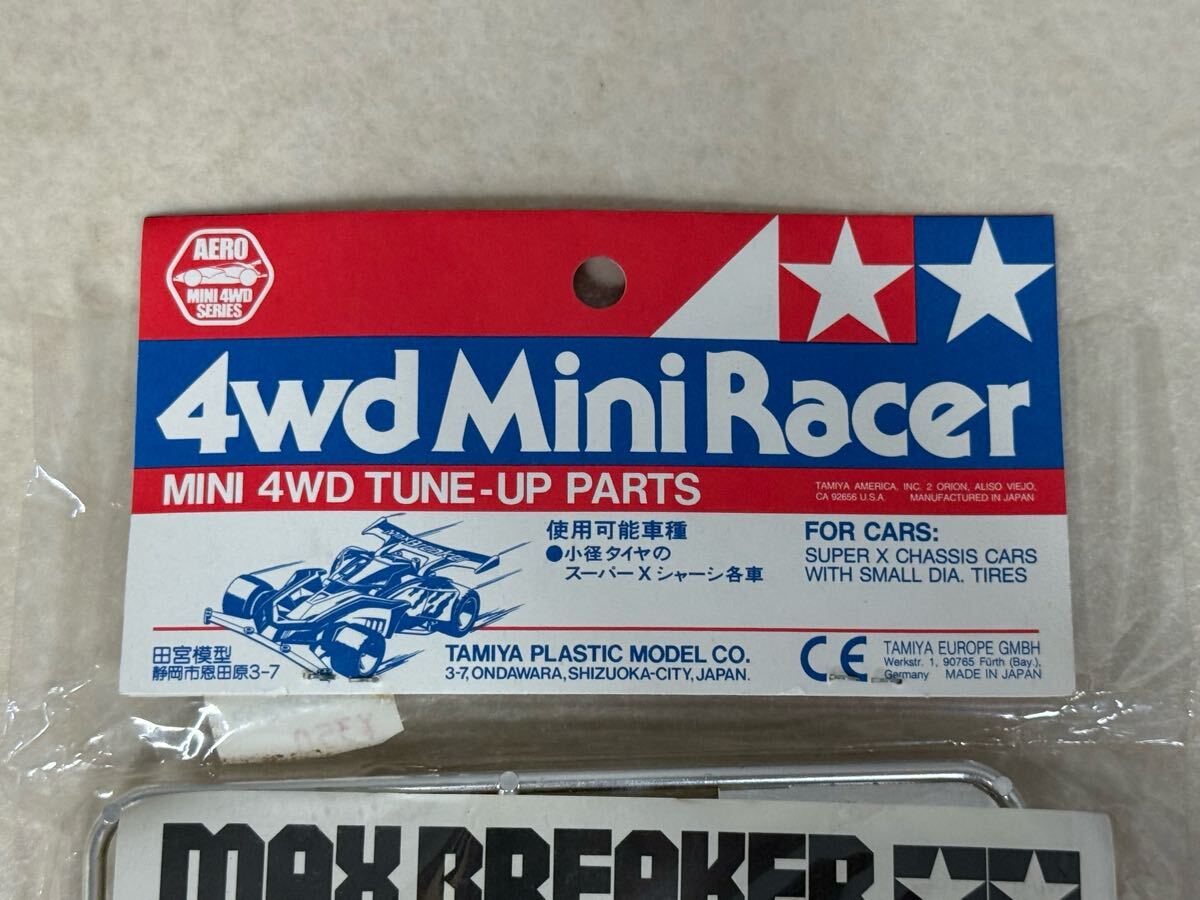 AERO
MINI 4WD
SERIES
4wd Mini Racer
MINI 4WD TUNE-UP PARTS
TAMIYA AMERICA, INC. 2 ORION, ALISO VIEJO,
CA 92656 U.S.A. MANUFACTURED IN JAPAN
使用可能車種
●小径タイヤの
スーパーXシャーシ各車
FOR CARS:
SUPER X CHASSIS CARS
WITH SMALL DIA. TIRES
田宮模型
静岡市恩田原3-7
TAMIYA PLASTIC MODEL CO.
3-7, ONDAWARA, SHIZUOKA-CITY, JAPAN.
CE
TAMIYA EUROPE GMBH
Werkstr. 1, 90765 Fürth (Bay.),
Germany MADE IN JAPAN
¥350
MAX BREAKER